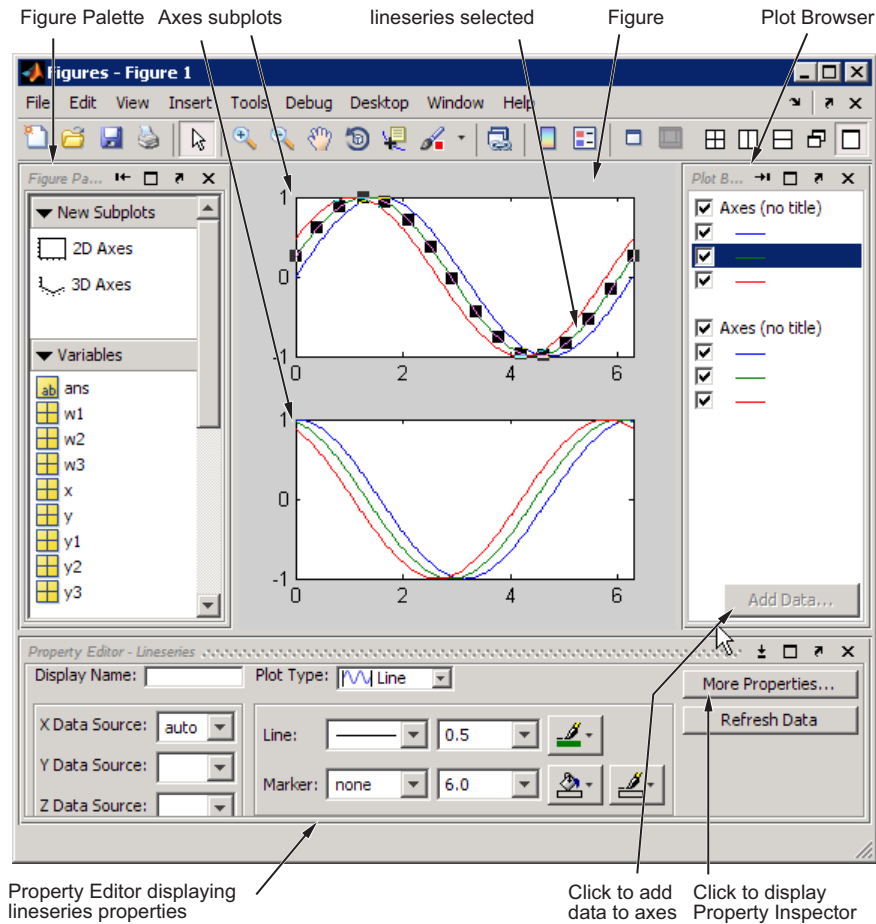 Figure Palette Axes subplots lineseries selected Figure Plot Browser
Figures - Figure 1
File Edit View Insert Tools Debug Desktop Window Help
Figure Pa...
New Subplots
2D Axes
3D Axes
Variables
ab ans
w1
w2
w3
x
y
y1
y2
y3
1
0
-1
0 2 4 6
1
0
-1
0 2 4 6
Plot B...
Axes (no title)
Axes (no title)
Add Data...
Property Editor - Lineseries
Display Name: Plot Type: Line
More Properties...
X Data Source: auto
Line: 0.5
Refresh Data
Y Data Source:
Marker: none 6.0
Z Data Source:
Property Editor displaying
lineseries properties
Click to add
data to axes
Click to display
Property Inspector